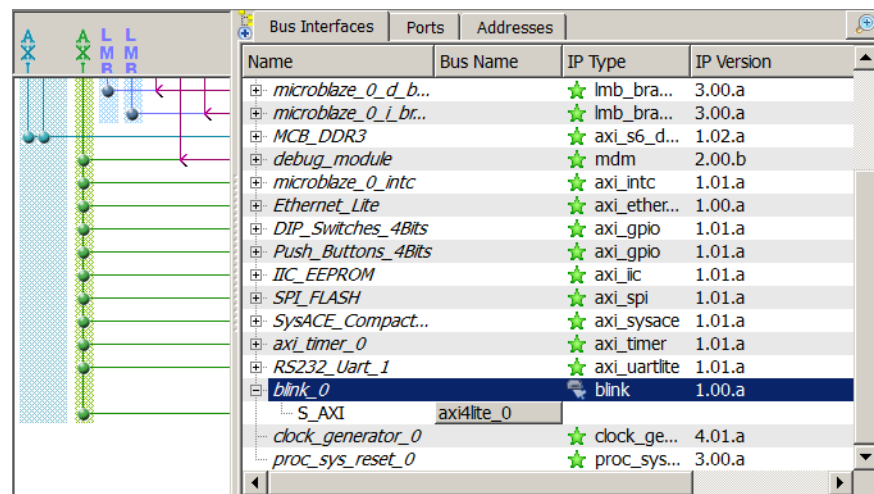 Bus Interfaces Ports Addresses
AXI AXI LMB LMB
Name Bus Name IP Type IP Version
microblaze_0_d_b... lmb_bra... 3.00.a
microblaze_0_i_br... lmb_bra... 3.00.a
MCB_DDR3 axi_s6_d... 1.02.a
debug_module mdm 2.00.b
microblaze_0_intc axi_intc 1.01.a
Ethernet_Lite axi_ether... 1.00.a
DIP_Switches_4Bits axi_gpio 1.01.a
Push_Buttons_4Bits axi_gpio 1.01.a
IIC_EEPROM axi_iic 1.01.a
SPI_FLASH axi_spi 1.01.a
SysACE_Compact... axi_sysace 1.01.a
axi_timer_0 axi_timer 1.01.a
RS232_Uart_1 axi_uartlite 1.01.a
blink_0 blink 1.00.a
S_AXI axi4lite_0
clock_generator_0 clock_ge... 4.01.a
proc_sys_reset_0 proc_sys... 3.00.a